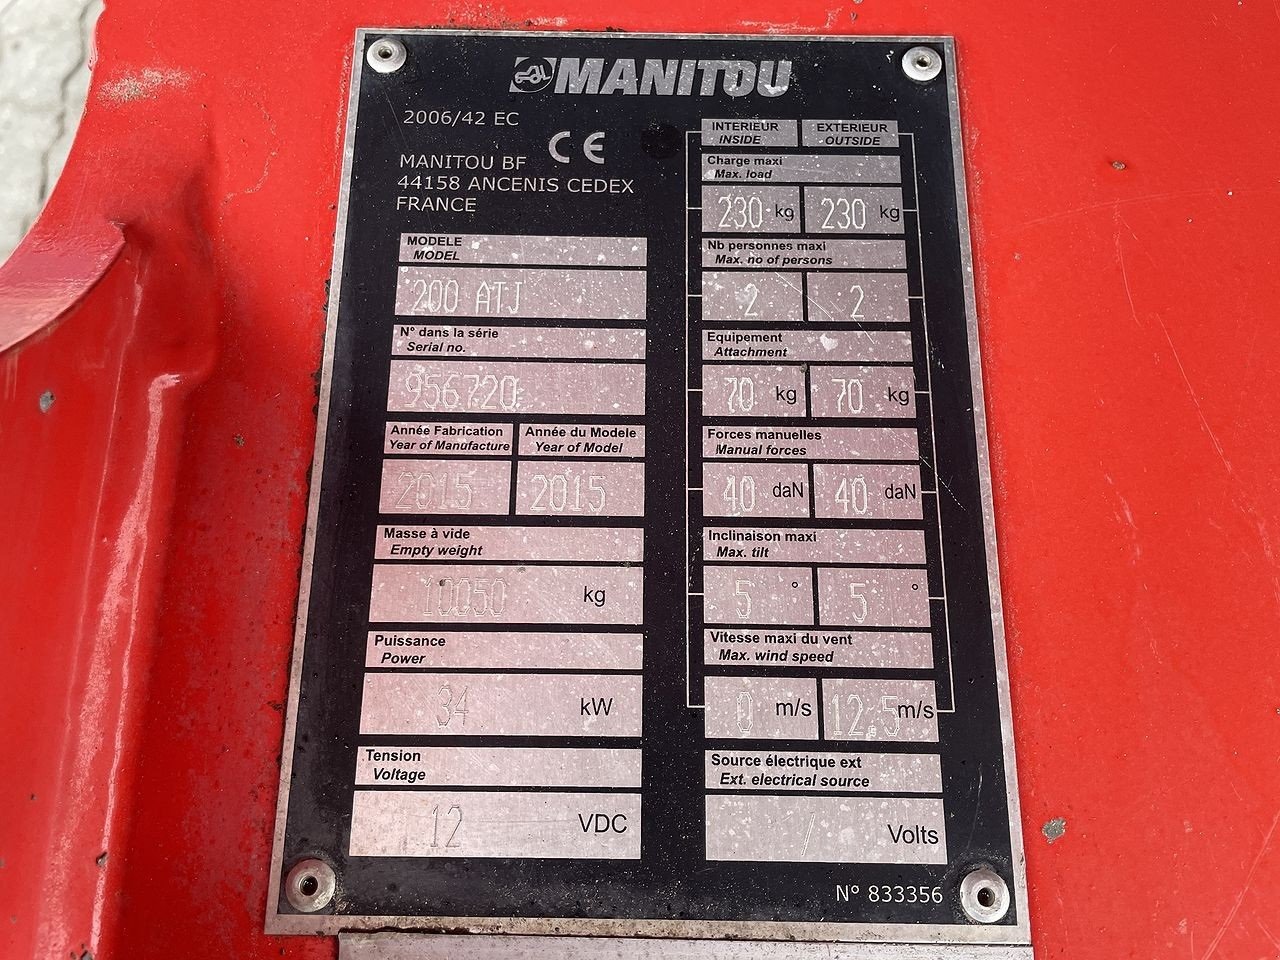 MANITOU
2006/42 EC
CE
MANITOU BF
44158 ANCENIS CEDEX
FRANCE
MODELE
MODEL
200 ATJ
N° dans la série
Serial no.
956720
Année Fabrication
Year of Manufacture
Année du Modele
Year of Model
2015
2015
Masse à vide
Empty weight
10050 kg
Puissance
Power
34 kW
Tension
Voltage
12 VDC
INTERIEUR
INSIDE
EXTERIEUR
OUTSIDE
Charge maxi
Max. load
230 kg 230 kg
Nb personnes maxi
Max. no of persons
2 2
Equipement
Attachment
70 kg 70 kg
Forces manuelles
Manual forces
40 daN 40 daN
Inclinaison maxi
Max. tilt
5 ° 5 °
Vitesse maxi du vent
Max. wind speed
0 m/s 12,5 m/s
Source électrique ext
Ext. electrical source
/ Volts
N° 833356